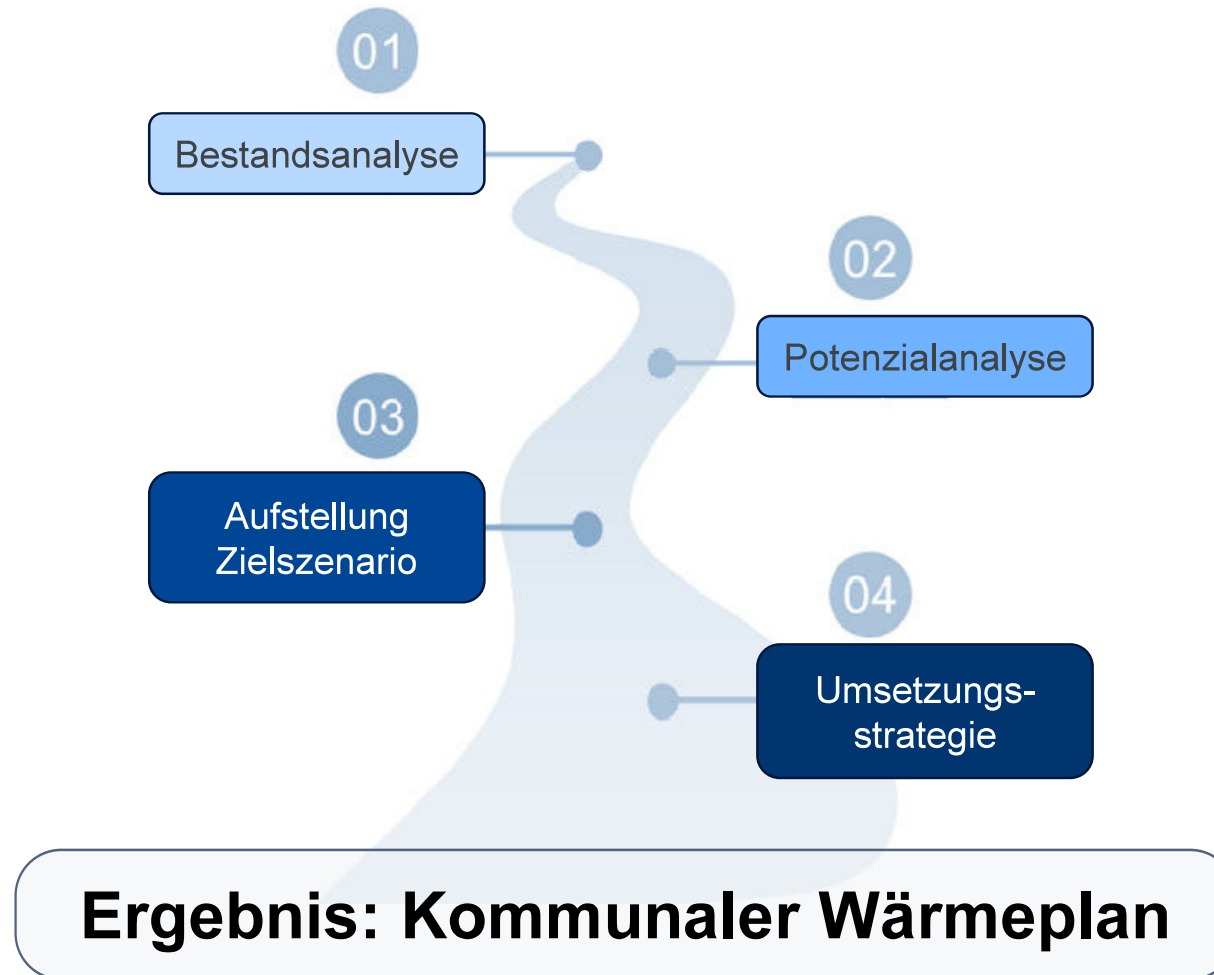 01
Bestandsanalyse
02
Potenzialanalyse
03
Aufstellung
Zielszenario
04
Umsetzungs-
strategie
Ergebnis: Kommunaler Wärmeplan